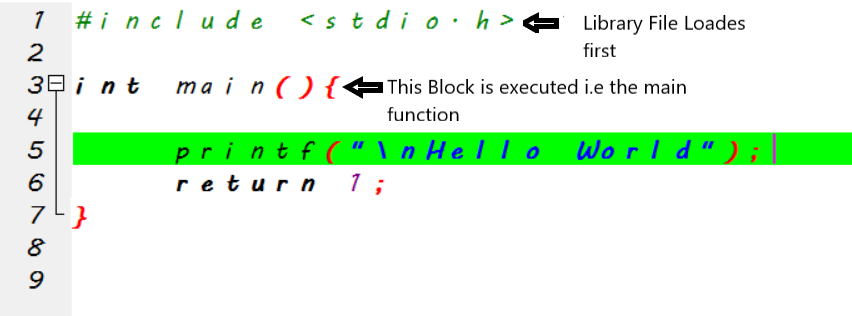 1 #include <stdio.h> Library File Loades
first
2
3 int main(){ This Block is executed i.e the main
function
4
5 printf("\nHello World");
6 return 1;
7 }
8
9